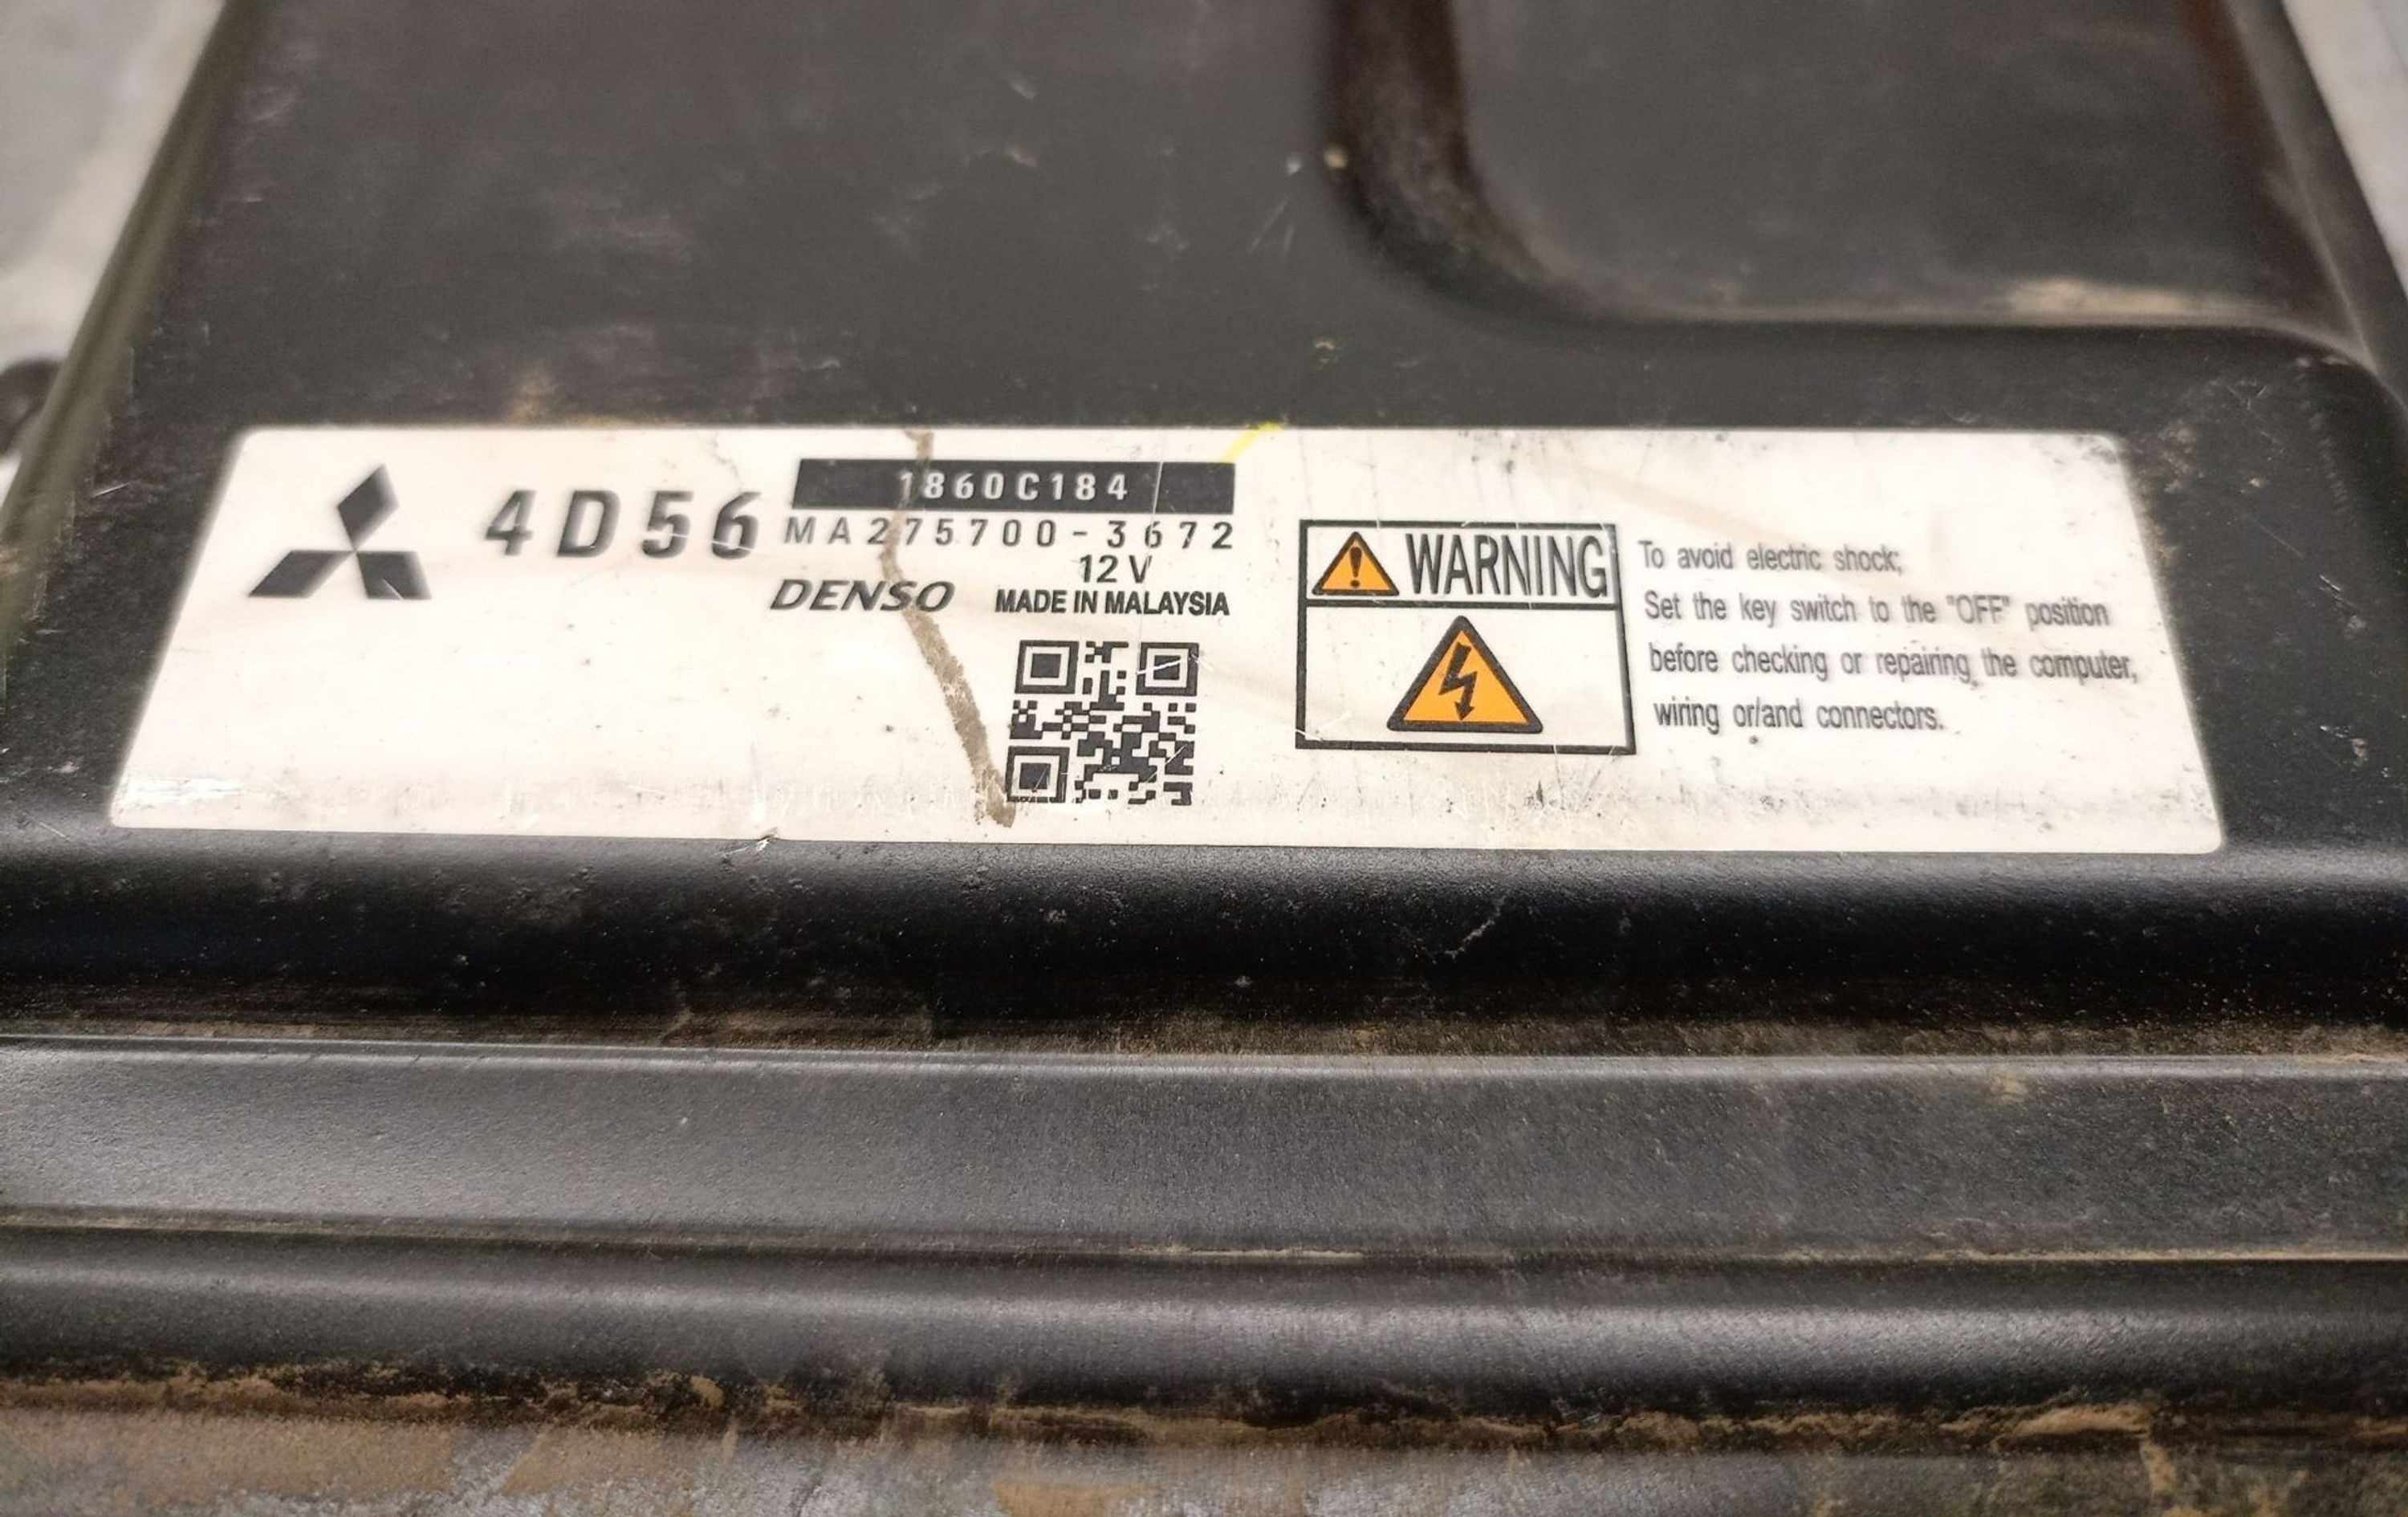 4D56
1860C184
MA275700-3672
12V
DENSO MADE IN MALAYSIA
WARNING
To avoid electric shock;
Set the key switch to the "OFF" position
before checking or repairing the computer,
wiring or/and connectors.